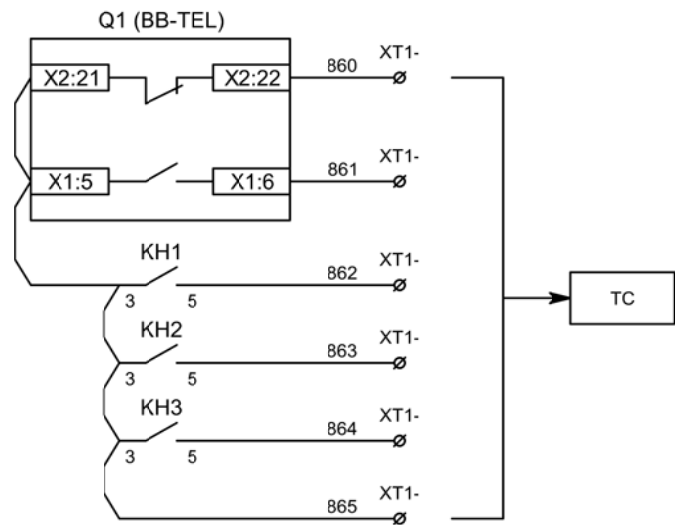 Q1 (BB-TEL)
X2:21 X2:22 860 XT1-
X1:5 X1:6 861 XT1-
KH1 862 XT1-
3 5
KH2 863 XT1-
3 5
KH3 864 XT1-
3 5
865 XT1-
TC